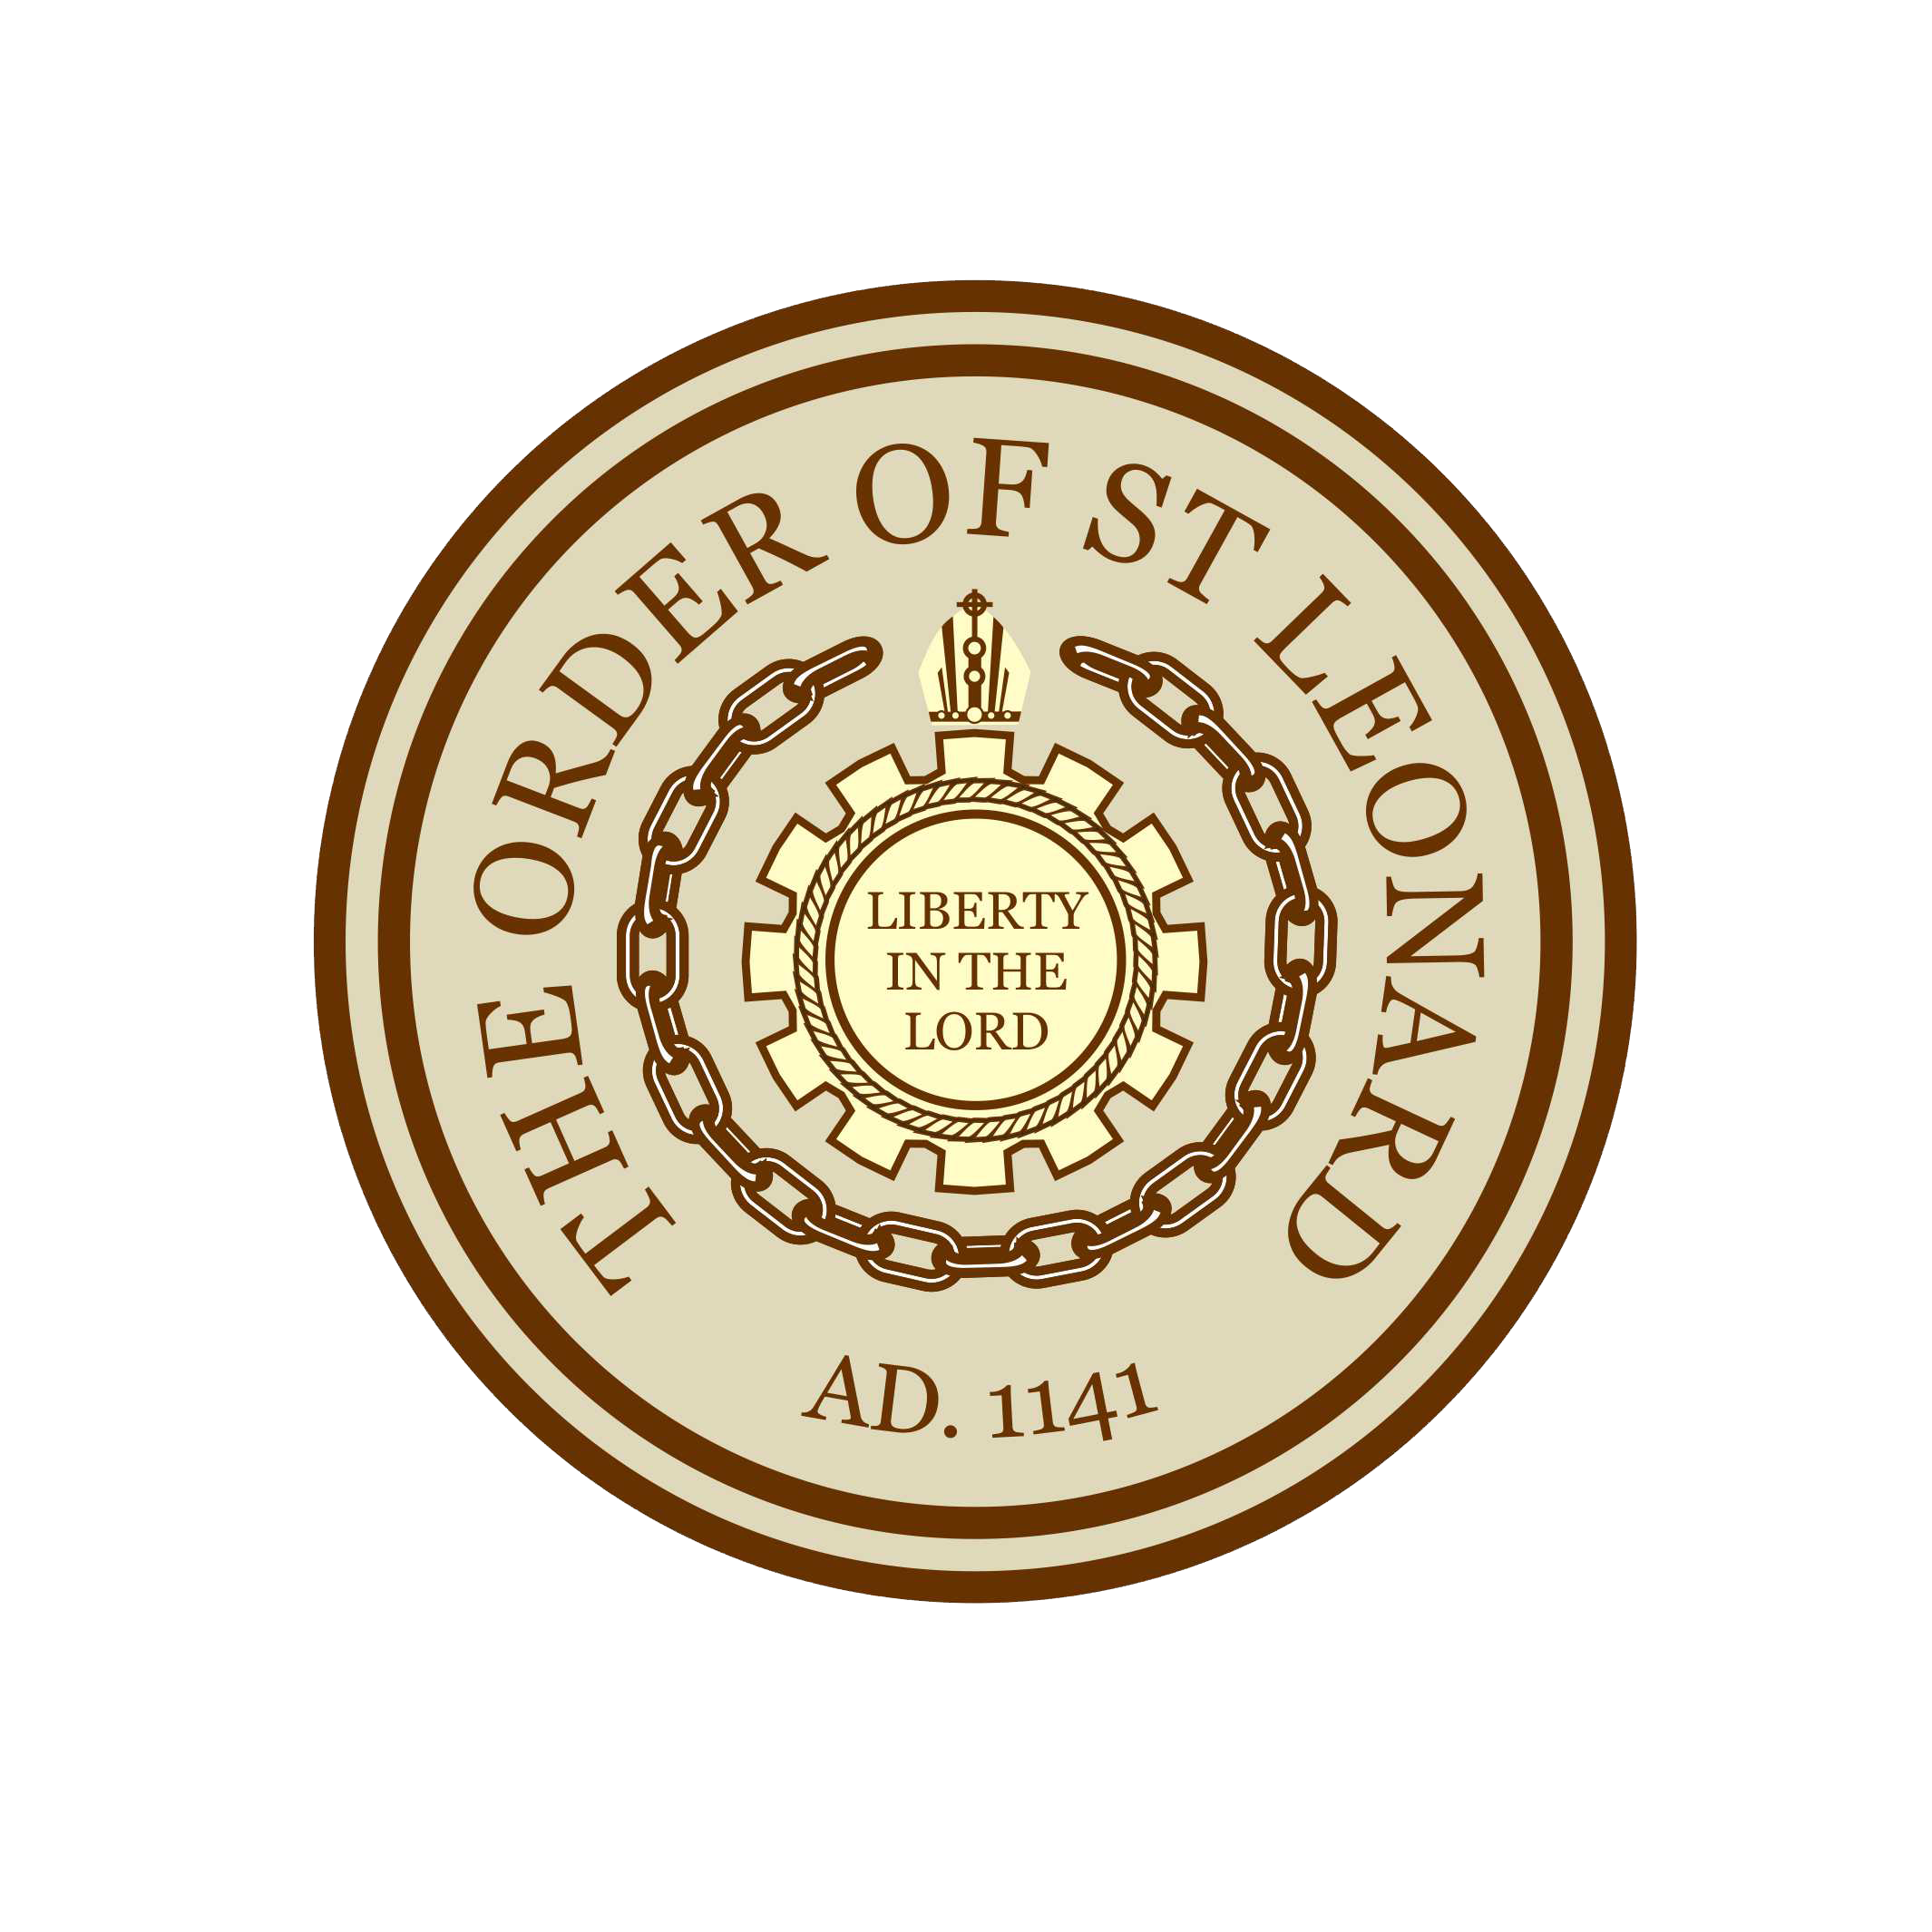 THE ORDER OF ST LEONARD
LIBERTY
IN THE
LORD
AD. 1141